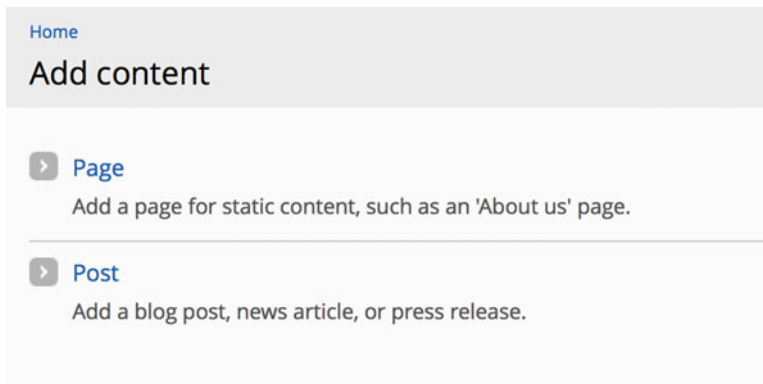 Home
Add content
Page
Add a page for static content, such as an 'About us' page.
Post
Add a blog post, news article, or press release.